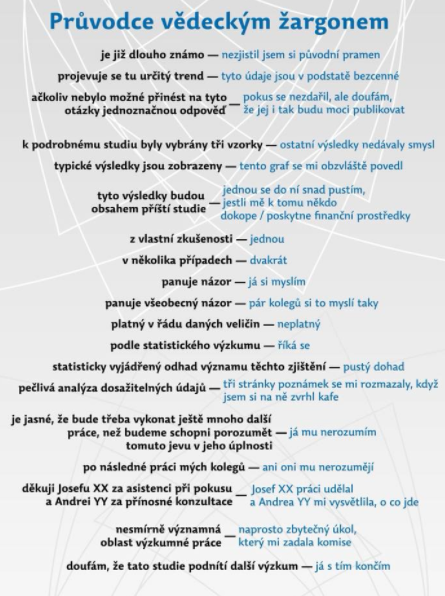 Průvodce vědeckým žargonem
je již dlouho známo — nezjistil jsem si původní pramen
projevuje se tu určitý trend — tyto údaje jsou v podstatě bezcenné
ačkoliv nebylo možné přinést na tyto
otázky jednoznačnou odpověď — pokus se nezdařil, ale doufám,
že jej i tak budu moci publikovat
k podrobnému studiu byly vybrány tři vzorky — ostatní výsledky nedávaly smysl
typické výsledky jsou zobrazeny — tento graf se mi obzvláště povedl
tyto výsledky budou
obsahem příští studie — jednou se do ní snad pustím,
jestli mě k tomu někdo
dokope / poskytne finanční prostředky
z vlastní zkušenosti — jednou
v několika případech — dvakrát
panuje názor — já si myslím
panuje všeobecný názor — pár kolegů si to myslí taky
platný v řádu daných veličin — neplatný
podle statistického výzkumu — říká se
statisticky vyjádřený odhad významu těchto zjištění — pustý dohad
pečlivá analýza dosažitelných údajů — tři stránky poznámek se mi rozmazaly, když
jsem si na ně zvrhl kafe
je jasné, že bude třeba vykonat ještě mnoho další
práce, než budeme schopni porozumět — já mu nerozumím
tomuto jevu v jeho úplnosti
po následné práci mých kolegů — ani oni mu nerozumějí
děkuji Josefu XX za asistenci při pokusu
a Andrei YY za přínosné konzultace — Josef XX práci udělal
a Andrea YY mi vysvětlila, o co jde
nesmírně významná
oblast výzkumné práce — naprosto zbytečný úkol,
který mi zadala komise
doufám, že tato studie podnítí další výzkum — já s tím končím